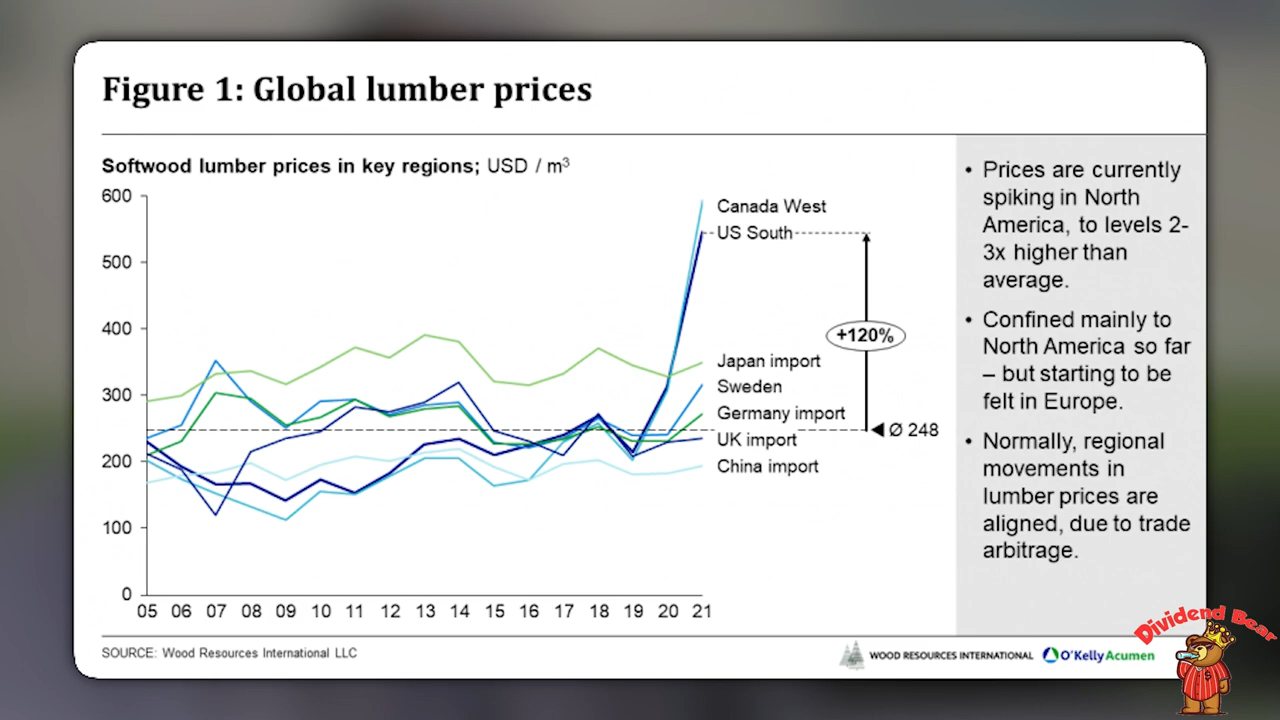 Figure 1: Global lumber prices
Softwood lumber prices in key regions; USD / m³
600
500
400
300
200
100
0
05 06 07 08 09 10 11 12 13 14 15 16 17 18 19 20 21
Canada West
US South
+120%
Japan import
Sweden
Germany import
Ø 248
UK import
China import
• Prices are currently
spiking in North
America, to levels 2-
3x higher than
average.
• Confined mainly to
North America so far
– but starting to be
felt in Europe.
• Normally, regional
movements in
lumber prices are
aligned, due to trade
arbitrage.
SOURCE: Wood Resources International LLC
WOOD RESOURCES INTERNATIONAL
O'KellyAcumen
Dividend Bear
$